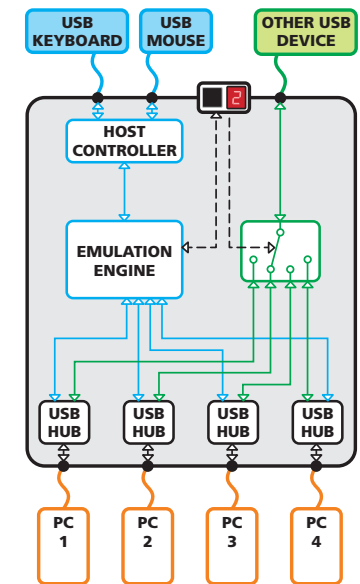 USB
KEYBOARD
USB
MOUSE
OTHER USB
DEVICE
2
HOST
CONTROLLER
EMULATION
ENGINE
USB
HUB
USB
HUB
USB
HUB
USB
HUB
PC
1
PC
2
PC
3
PC
4